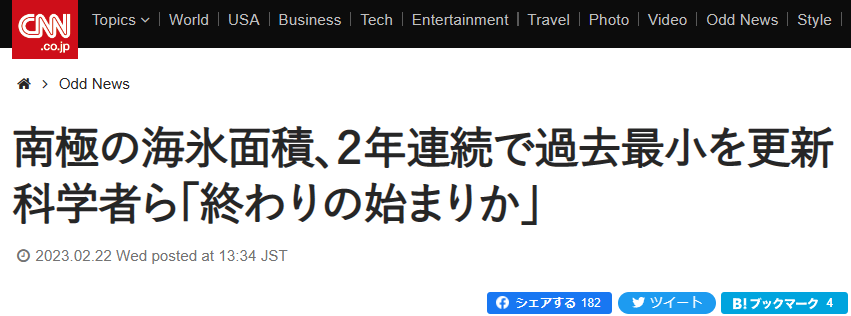 CNN
.co.jp
Topics World USA Business Tech Entertainment Travel Photo Video Odd News Style
Odd News
南極の海氷面積、2年連続で過去最小を更新
科学者ら「終わりの始まりか」
2023.02.22 Wed posted at 13:34 JST
シェアする 182 ツイート B!ブックマーク 4